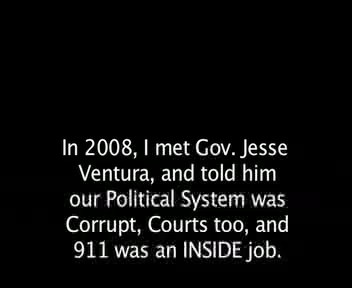 In 2008, I met Gov. Jesse
Ventura, and told him
our Political System was
Corrupt, Courts too, and
911 was an INSIDE job.